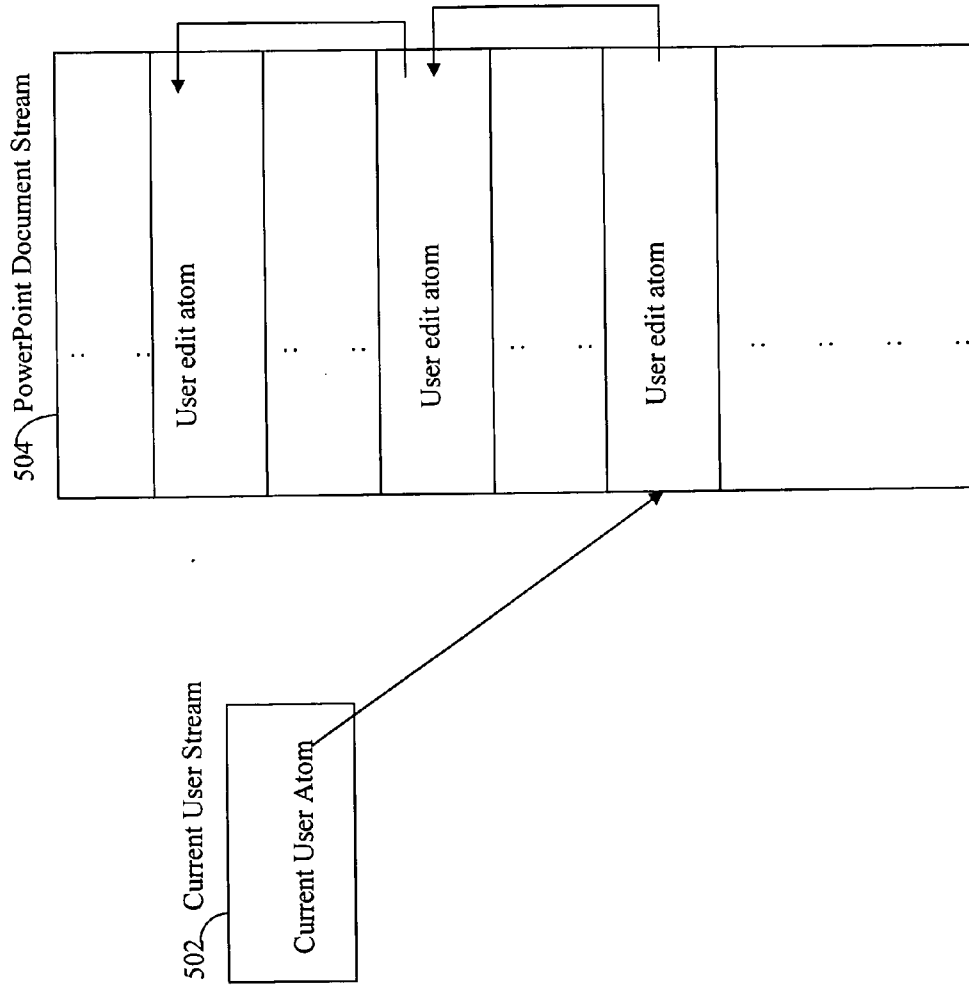 504 PowerPoint Document Stream
User edit atom
User edit atom
User edit atom
502 Current User Stream
Current User Atom